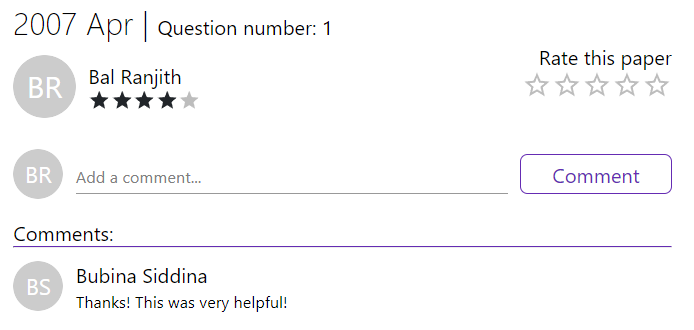 2007 Apr | Question number: 1
Rate this paper
BR Bal Ranjith
BR Add a comment... Comment
Comments:
BS Bubina Siddina
Thanks! This was very helpful!